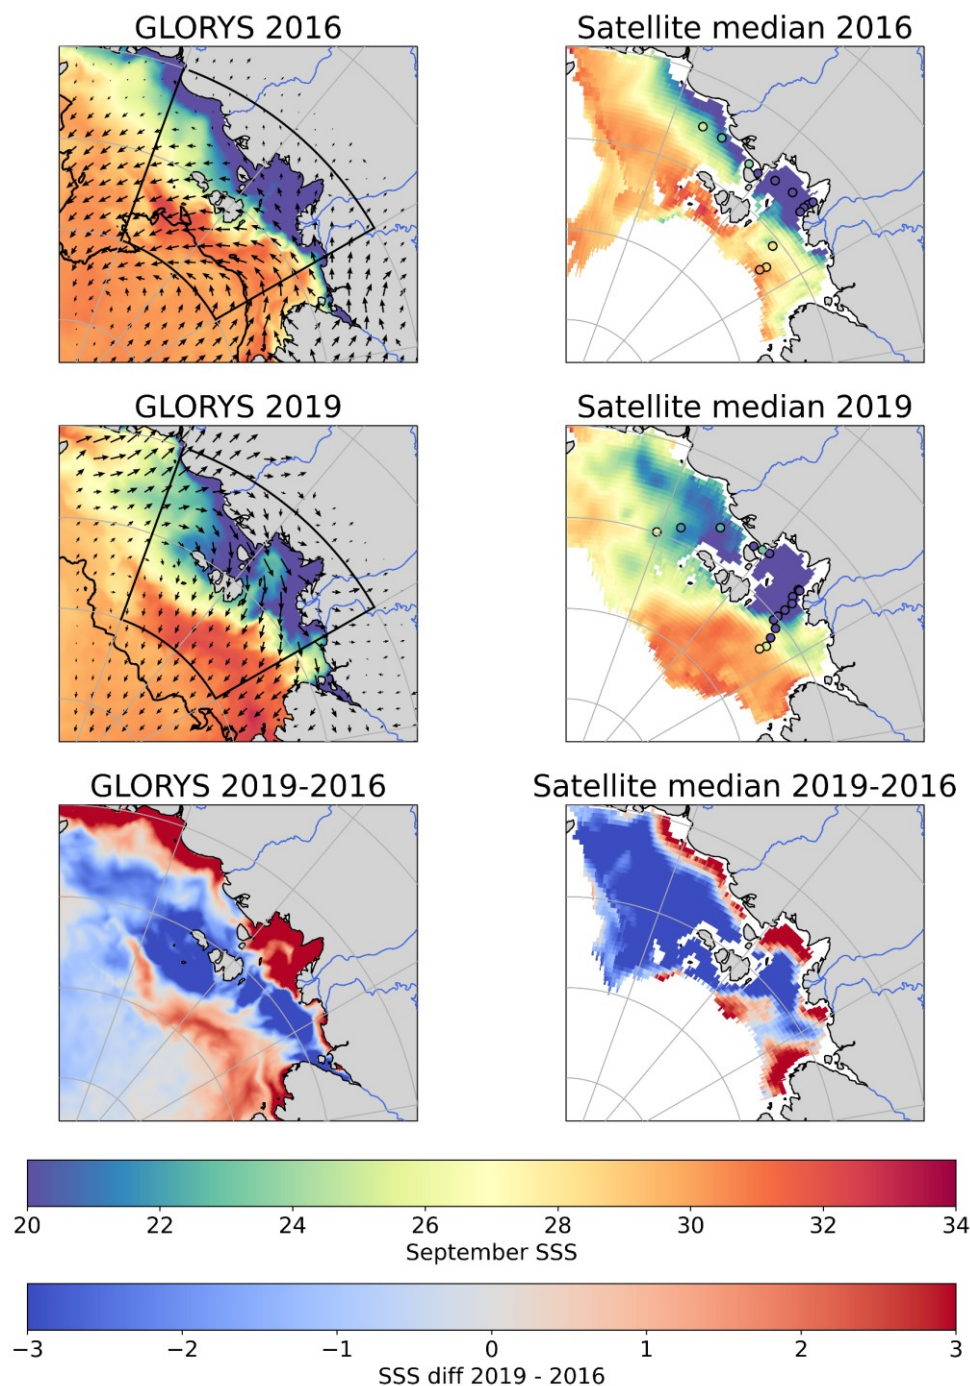 GLORYS 2016
Satellite median 2016
GLORYS 2019
Satellite median 2019
GLORYS 2019-2016
Satellite median 2019-2016
20 22 24 26 28 30 32 34
September SSS
−3 −2 −1 0 1 2 3
SSS diff 2019 - 2016